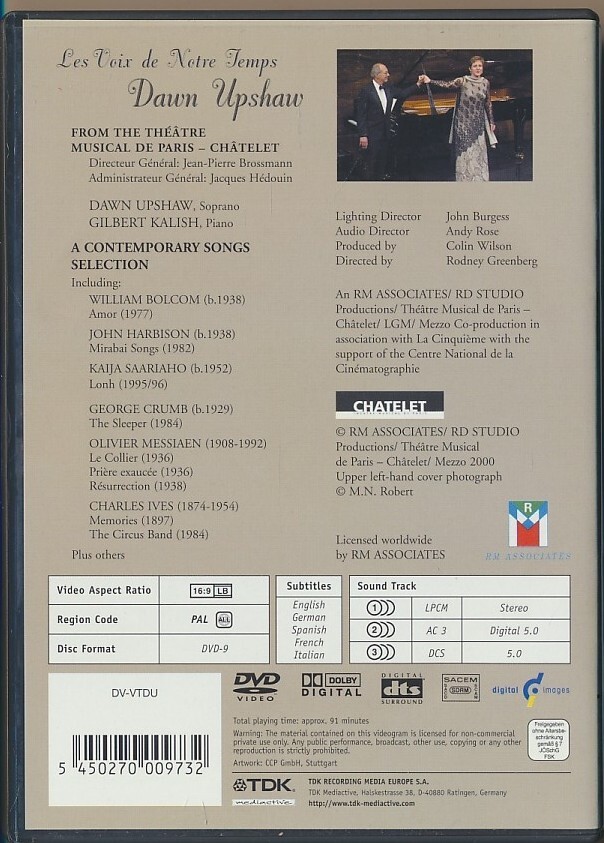 Les Voix de Notre Temps
Dawn Upshaw
FROM THE THÉÂTRE
MUSICAL DE PARIS – CHÂTELET
Directeur Général: Jean-Pierre Brossmann
Administrateur Général: Jacques Hédouin
DAWN UPSHAW, Soprano
GILBERT KALISH, Piano
A CONTEMPORARY SONGS
SELECTION
Including:
WILLIAM BOLCOM (b.1938)
Amor (1977)
JOHN HARBISON (b.1938)
Mirabai Songs (1982)
KAIJA SAARIAHO (b.1952)
Lonh (1995/96)
GEORGE CRUMB (b.1929)
The Sleeper (1984)
OLIVIER MESSIAEN (1908-1992)
Le Collier (1936)
Prière exaucée (1936)
Résurrection (1938)
CHARLES IVES (1874-1954)
Memories (1897)
The Circus Band (1984)
Plus others
Lighting Director John Burgess
Audio Director Andy Rose
Produced by Colin Wilson
Directed by Rodney Greenberg
An RM ASSOCIATES/ RD STUDIO
Productions/ Théâtre Musical de Paris –
Châtelet/ LGM/ Mezzo Co-production in
association with La Cinquième with the
support of the Centre National de la
Cinématographie
CHATELET
© RM ASSOCIATES/ RD STUDIO
Productions/ Théâtre Musical
de Paris – Châtelet/ Mezzo 2000
Upper left-hand cover photograph
© M.N. Robert
Licensed worldwide
by RM ASSOCIATES
R
M
RM ASSOCIATES
Video Aspect Ratio 16:9 LB
Region Code PAL ALL
Disc Format DVD-9
Subtitles
English
German
Spanish
French
Italian
Sound Track
1 LPCM Stereo
2 AC 3 Digital 5.0
3 DCS 5.0
DV-VTDU
5 450270 009732
DVD VIDEO
DOLBY DIGITAL
DIGITAL dts SURROUND
SACEM SDRM
digital images
Total playing time: approx. 91 minutes
Warning: The material contained on this videogram is licensed for non-commercial
private use only. Any public performance, broadcast, other use, copying or any other
reproduction is strictly prohibited.
Artwork: CCP GmbH, Stuttgart
Freigegeben
ohne Altersbe-
schränkung
gemäß § 7
JÖSchG
FSK
TDK
mediactive
TDK RECORDING MEDIA EUROPE S.A.
TDK Mediactive, Halskestrasse 38, D-40880 Ratingen, Germany
http://www.tdk-mediactive.com